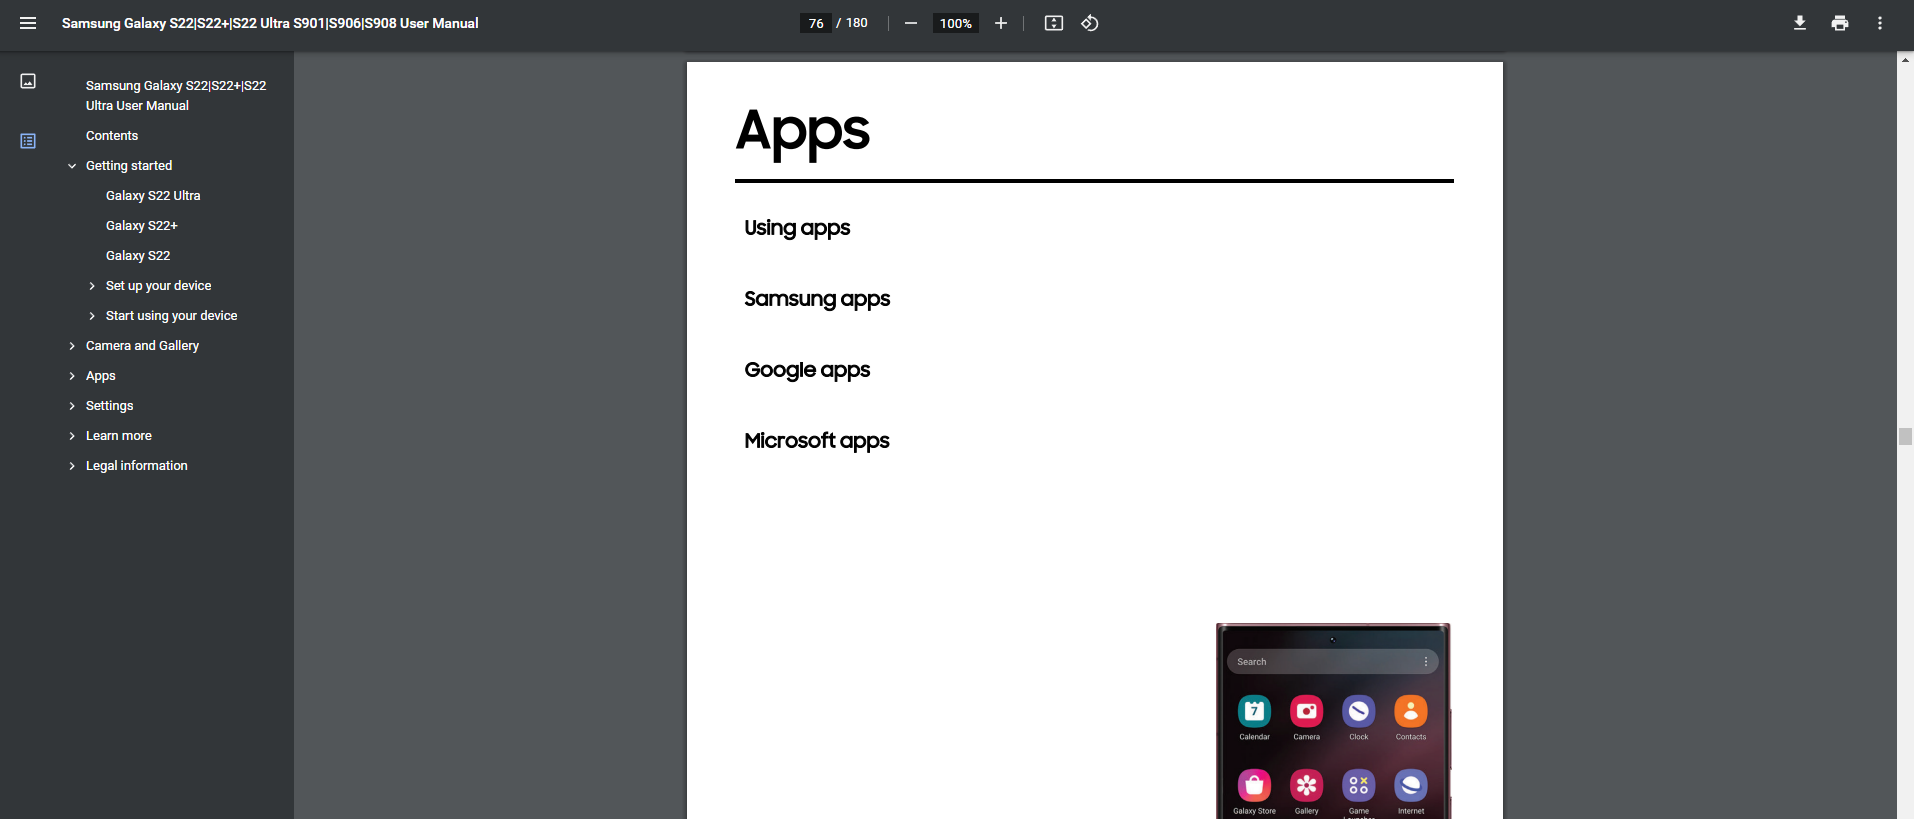 Samsung Galaxy S22|S22+|S22 Ultra S901|S906|S908 User Manual
76 / 180
100%
Samsung Galaxy S22|S22+|S22
Ultra User Manual
Contents
Getting started
Galaxy S22 Ultra
Galaxy S22+
Galaxy S22
Set up your device
Start using your device
Camera and Gallery
Apps
Settings
Learn more
Legal information
Apps
Using apps
Samsung apps
Google apps
Microsoft apps
Search
7
Calendar Camera Clock Contacts
Galaxy Store Gallery Game Internet